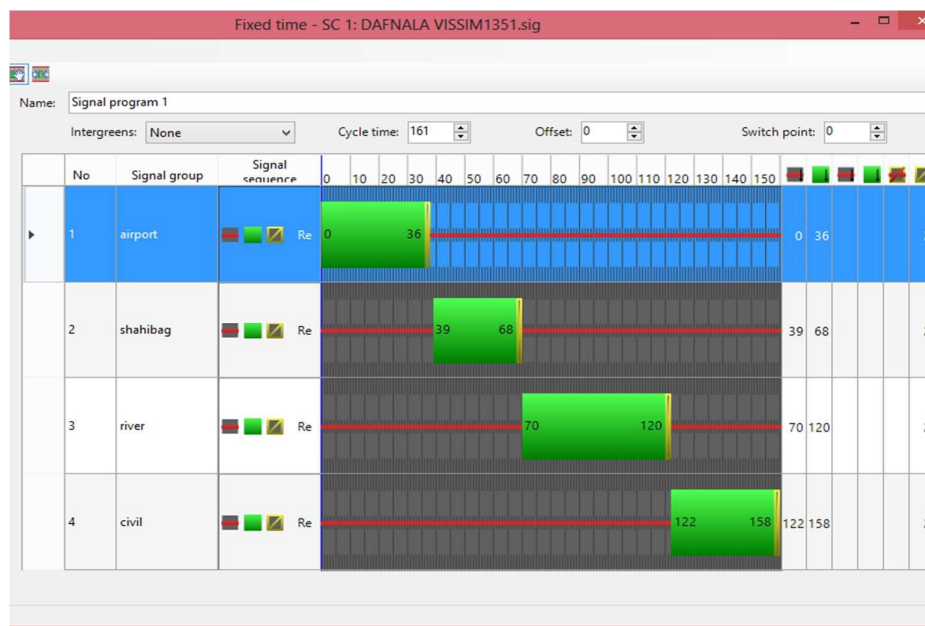 Fixed time - SC 1: DAFNALA VISSIM1351.sig
Name: Signal program 1
Intergreens: None Cycle time: 161 Offset: 0 Switch point: 0
No Signal group Signal sequence 0 10 20 30 40 50 60 70 80 90 100 110 120 130 140 150
1 airport Re 0 36 0 36
2 shahibag Re 39 68 39 68
3 river Re 70 120 70 120
4 civil Re 122 158 122 158